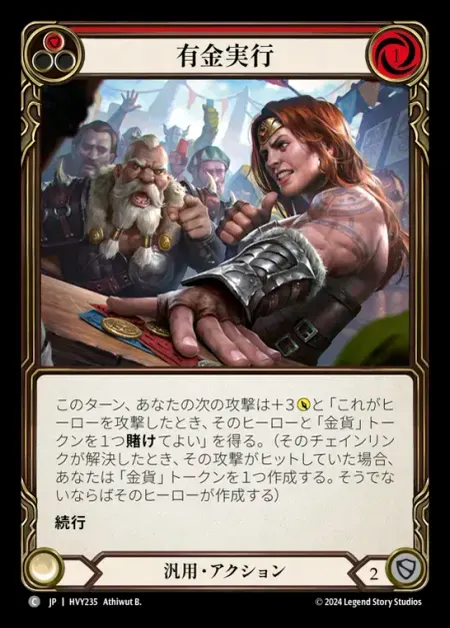 有金実行
1
このターン、あなたの次の攻撃は＋3と「これがヒ
ーローを攻撃したとき、そのヒーローと「金貨」トー
クンを1つ賭けてよい」を得る。（そのチェインリン
クが解決したとき、その攻撃がヒットしていた場合、
あなたは「金貨」トークンを1つ作成する。そうでな
いならばそのヒーローが作成する）
続行
汎用・アクション
2
C JP | HVY235 Athiwut B.
© 2024 Legend Story Studios